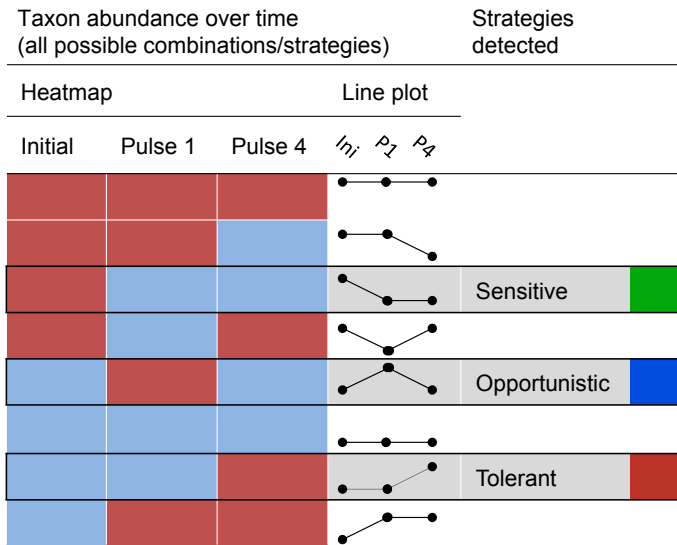 Taxon abundance over time
(all possible combinations/strategies)
Strategies
detected
Heatmap
Line plot
Initial
Pulse 1
Pulse 4
Ini
P1
P4
Sensitive
Opportunistic
Tolerant